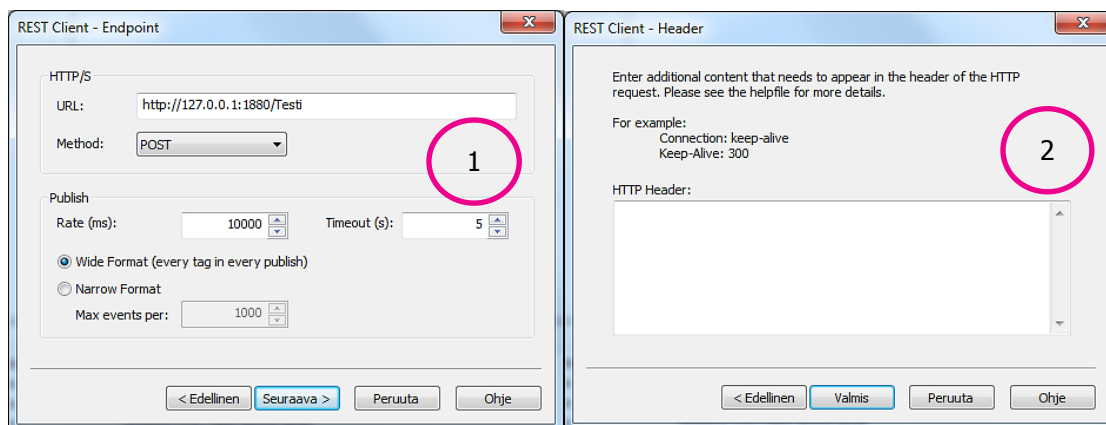 REST Client - Endpoint
HTTP/S
URL: http://127.0.0.1:1880/Testi
Method: POST
1
Publish
Rate (ms): 10000 Timeout (s): 5
Wide Format (every tag in every publish)
Narrow Format
Max events per: 1000
< Edellinen Seuraava > Peruuta Ohje
REST Client - Header
Enter additional content that needs to appear in the header of the HTTP
request. Please see the helpfile for more details.
For example:
Connection: keep-alive
Keep-Alive: 300
2
HTTP Header:
< Edellinen Valmis Peruuta Ohje